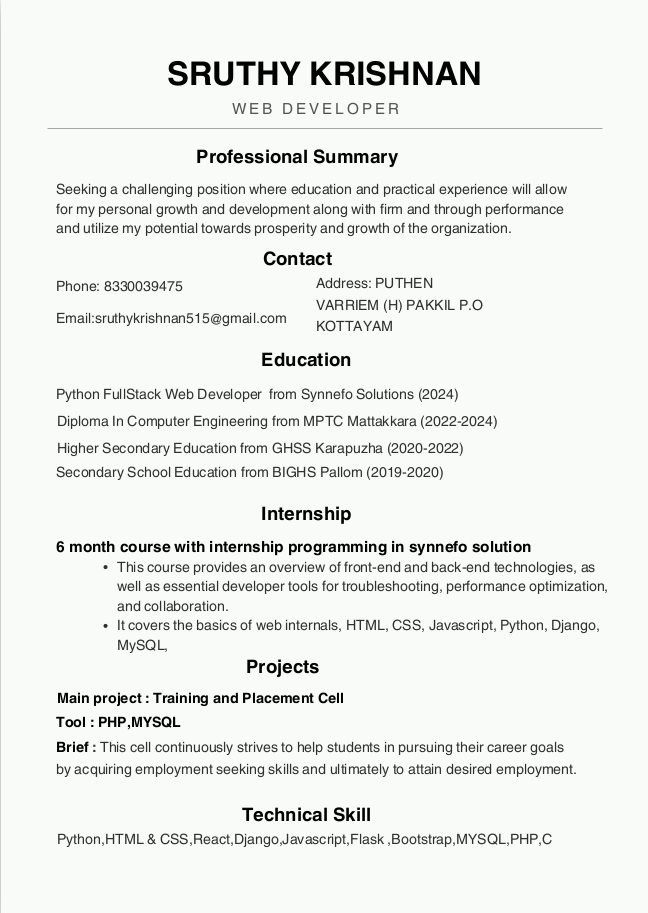 SRUTHY KRISHNAN
WEB DEVELOPER
Professional Summary
Seeking a challenging position where education and practical experience will allow
for my personal growth and development along with firm and through performance
and utilize my potential towards prosperity and growth of the organization.
Contact
Phone: 8330039475
Email:sruthykrishnan515@gmail.com
Address: PUTHEN
VARRIEM (H) PAKKIL P.O
KOTTAYAM
Education
Python FullStack Web Developer  from Synnefo Solutions (2024)
Diploma In Computer Engineering from MPTC Mattakkara (2022-2024)
Higher Secondary Education from GHSS Karapuzha (2020-2022)
Secondary School Education from BIGHS Pallom (2019-2020)
Internship
6 month course with internship programming in synnefo solution
• This course provides an overview of front-end and back-end technologies, as
well as essential developer tools for troubleshooting, performance optimization,
and collaboration.
• It covers the basics of web internals, HTML, CSS, Javascript, Python, Django,
MySQL,
Projects
Main project : Training and Placement Cell
Tool : PHP,MYSQL
Brief : This cell continuously strives to help students in pursuing their career goals
by acquiring employment seeking skills and ultimately to attain desired employment.
Technical Skill
Python,HTML & CSS,React,Django,Javascript,Flask ,Bootstrap,MYSQL,PHP,C